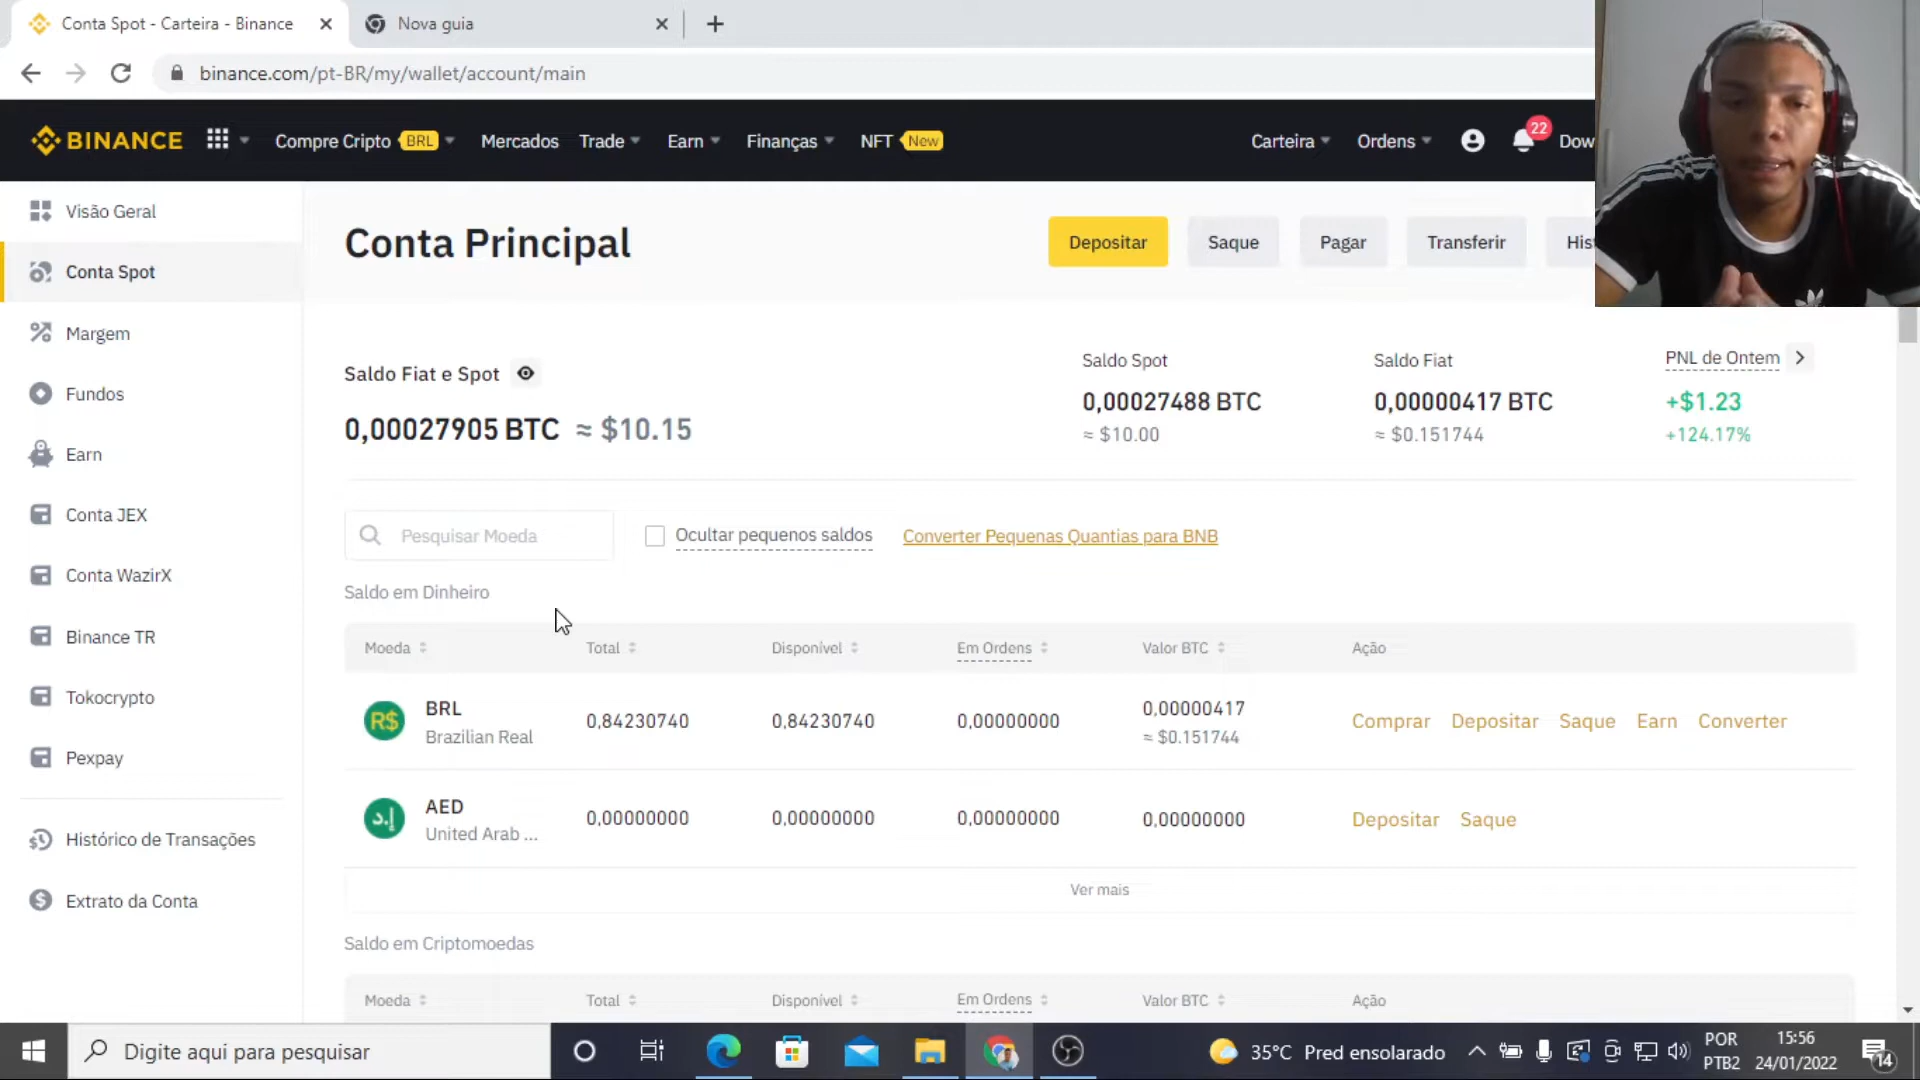 Conta Spot - Carteira - Binance
Nova guia
binance.com/pt-BR/my/wallet/account/main
BINANCE
Compre Cripto BRL
Mercados
Trade
Earn
Finanças
NFT New
Carteira
Ordens
22
Dow
Visão Geral
Conta Spot
Margem
Fundos
Earn
Conta JEX
Conta WazirX
Binance TR
Tokocrypto
Pexpay
Histórico de Transações
Extrato da Conta
Conta Principal
Depositar
Saque
Pagar
Transferir
His
Saldo Fiat e Spot
0,00027905 BTC ≈ $10.15
Saldo Spot
0,00027488 BTC
≈ $10.00
Saldo Fiat
0,00000417 BTC
≈ $0.151744
PNL de Ontem
+$1.23
+124.17%
Pesquisar Moeda
Ocultar pequenos saldos
Converter Pequenas Quantias para BNB
Saldo em Dinheiro
Moeda Total Disponível Em Ordens Valor BTC Ação
R$
BRL
Brazilian Real
0,84230740 0,84230740 0,00000000
0,00000417
≈ $0.151744
Comprar Depositar Saque Earn Converter
د.إ
AED
United Arab ...
0,00000000 0,00000000 0,00000000 0,00000000
Depositar Saque
Ver mais
Saldo em Criptomoedas
Moeda Total Disponível Em Ordens Valor BTC Ação
Digite aqui para pesquisar
35°C Pred ensolarado
POR
PTB2
15:56
24/01/2022
14